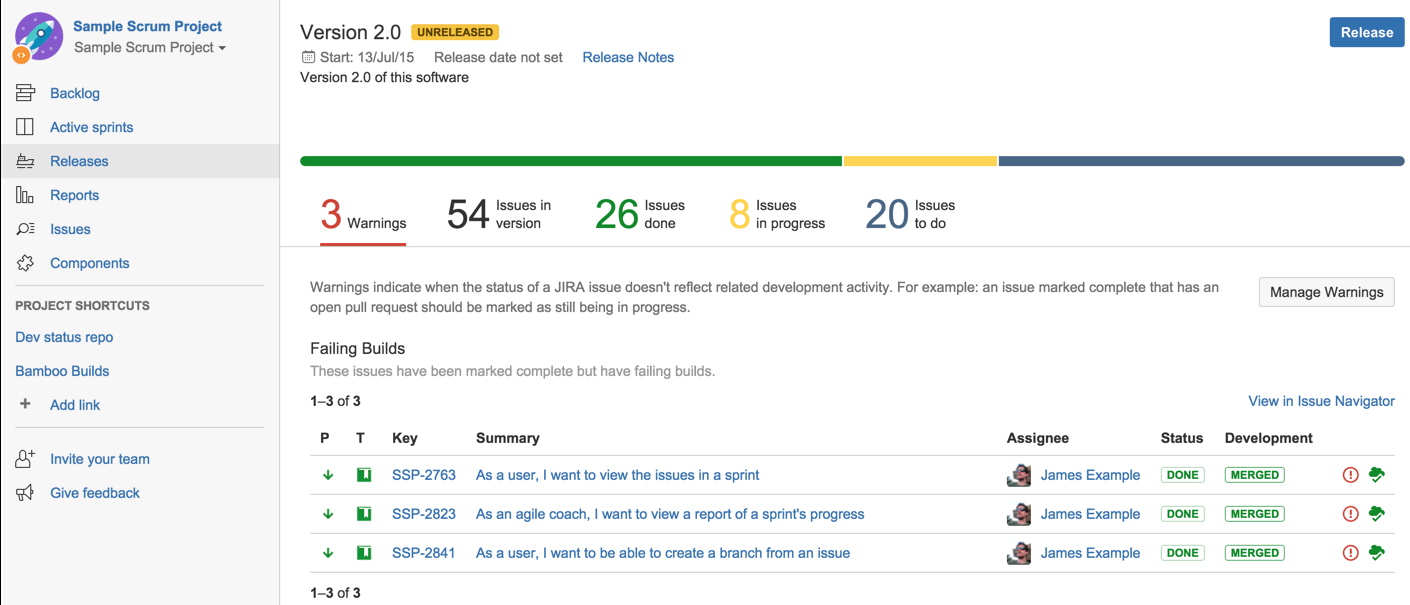 Sample Scrum Project
Sample Scrum Project
Backlog
Active sprints
Releases
Reports
Issues
Components
PROJECT SHORTCUTS
Dev status repo
Bamboo Builds
+ Add link
Invite your team
Give feedback
Version 2.0 UNRELEASED
Release
Start: 13/Jul/15 Release date not set Release Notes
Version 2.0 of this software
3 Warnings
54 Issues in version
26 Issues done
8 Issues in progress
20 Issues to do
Warnings indicate when the status of a JIRA issue doesn't reflect related development activity. For example: an issue marked complete that has an
open pull request should be marked as still being in progress.
Manage Warnings
Failing Builds
These issues have been marked complete but have failing builds.
1–3 of 3
View in Issue Navigator
P T Key Summary Assignee Status Development
SSP-2763 As a user, I want to view the issues in a sprint James Example DONE MERGED
SSP-2823 As an agile coach, I want to view a report of a sprint's progress James Example DONE MERGED
SSP-2841 As a user, I want to be able to create a branch from an issue James Example DONE MERGED
1–3 of 3